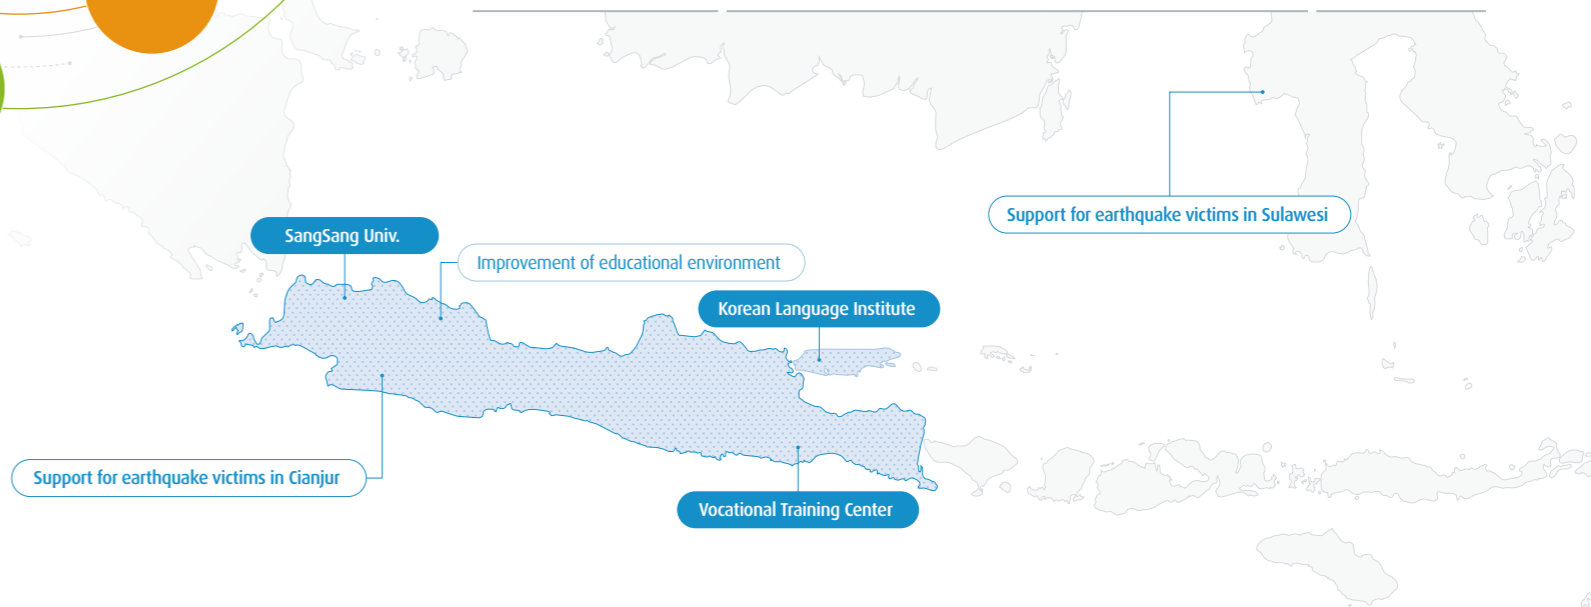 Support for earthquake victims in Sulawesi
SangSang Univ.
Improvement of educational environment
Korean Language Institute
Support for earthquake victims in Cianjur
Vocational Training Center